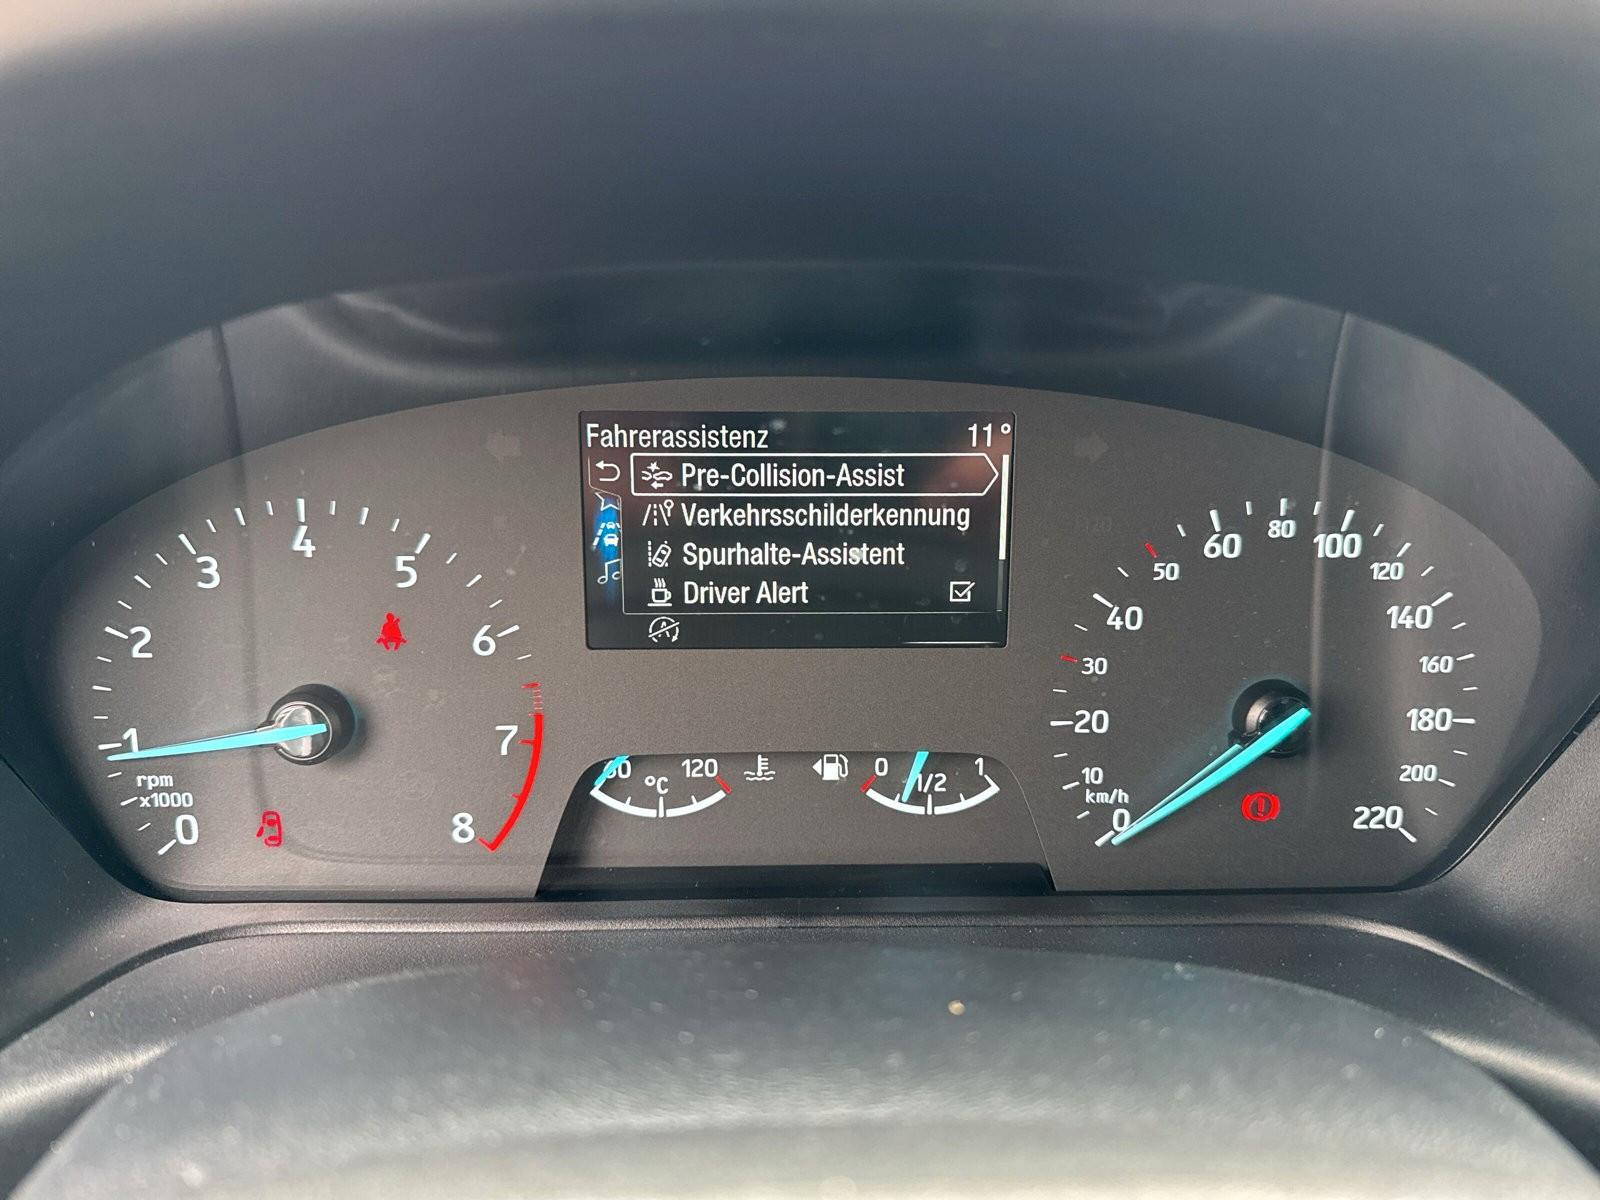 Fahrerassistenz 11°
Pre-Collision-Assist
Verkehrsschilderkennung
Spurhalte-Assistent
Driver Alert
0
1
2
3
4
5
6
7
8
rpm
x1000
60 120
°C
0 1/2 1
0
10
20
30
40
50
60
80
100
120
140
160
180
200
220
km/h